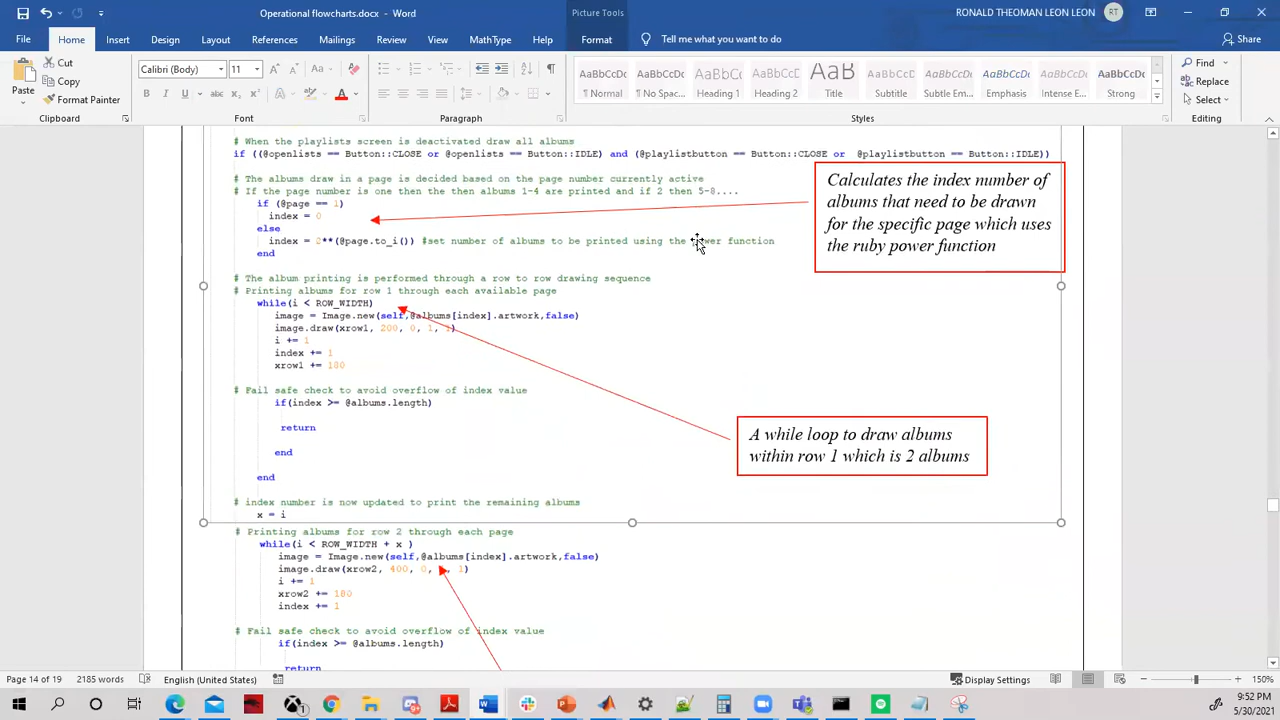 Operational flowcharts.docx - Word
Picture Tools
RONALD THEOMAN LEON LEON
File Home Insert Design Layout References Mailings Review View MathType Help Format Tell me what you want to do Share
Cut
Copy
Format Painter
Paste
Calibri (Body) 11
AaBbCcDc AaBbCcDc AaBbCc AaBbCcC AaB AaBbCcD AaBbCcDc AaBbCcDc AaBbCcDc AaBbCcDc
¶ Normal ¶ No Spac... Heading 1 Heading 2 Title Subtitle Subtle Em... Emphasis Intense E... Strong
Find
Replace
Select
Clipboard Font Paragraph Styles Editing
# When the playlists screen is deactivated draw all albums
if ((@openlists == Button::CLOSE or @openlists == Button::IDLE) and (@playlistbutton == Button::CLOSE or @playlistbutton == Button::IDLE))
# The albums draw in a page is decided based on the page number currently active
# If the page number is one then the then albums 1-4 are printed and if 2 then 5-8....
if (@page == 1)
index = 0
else
index = 2**(@page.to_i()) #set number of albums to be printed using the power function
end
Calculates the index number of
albums that need to be drawn
for the specific page which uses
the ruby power function
# The album printing is performed through a row to row drawing sequence
# Printing albums for row 1 through each available page
while(i < ROW_WIDTH)
image = Image.new(self,@albums[index].artwork,false)
image.draw(xrow1, 200, 0, 1, 1)
i += 1
index += 1
xrow1 += 180
# Fail safe check to avoid overflow of index value
if(index >= @albums.length)
return
end
end
A while loop to draw albums
within row 1 which is 2 albums
# index number is now updated to print the remaining albums
x = i
# Printing albums for row 2 through each page
while(i < ROW_WIDTH + x )
image = Image.new(self,@albums[index].artwork,false)
image.draw(xrow2, 400, 0, 1)
i += 1
xrow2 += 180
index += 1
# Fail safe check to avoid overflow of index value
if(index >= @albums.length)
return
Page 14 of 19 2185 words English (United States) Display Settings 150%
9:52 PM
5/30/2021